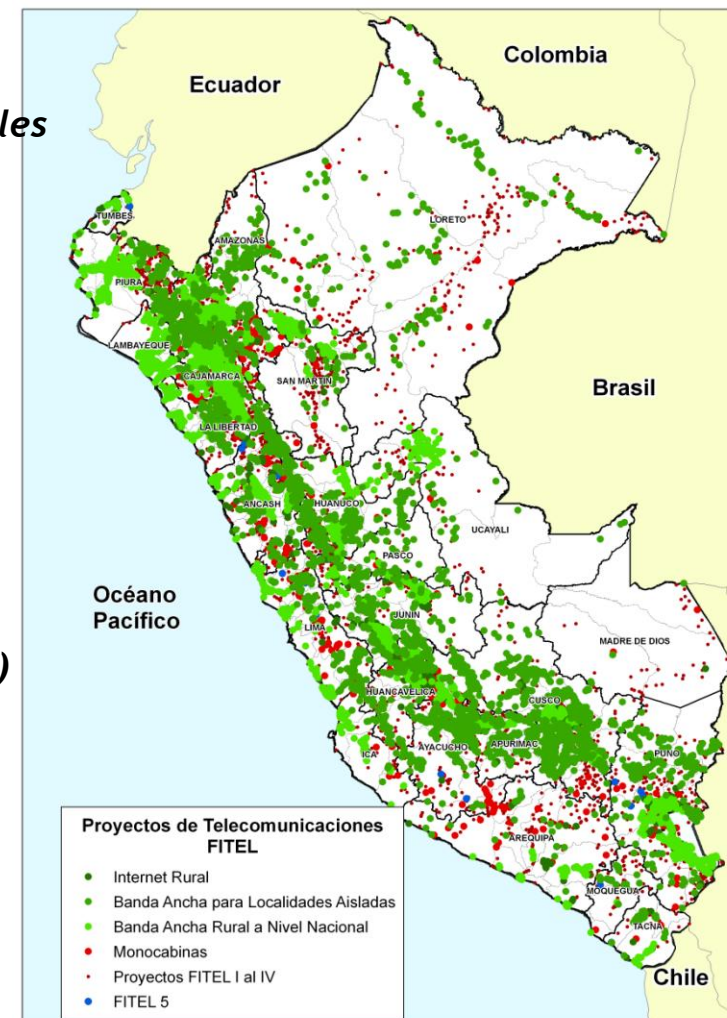 les
)
Colombia
Ecuador
TUMBES
LORETO
AMAZONAS
PIURA
LAMBAYEQUE
CAJAMARCA
SAN MARTIN
Brasil
LA LIBERTAD
ANCASH
HUANUCO
UCAYALI
PASCO
Océano
Pacífico
JUNIN
LIMA
MADRE DE DIOS
HUANCAVELICA
CUSCO
ICA
AYACUCHO
APURIMAC
PUNO
AREQUIPA
MOQUEGUA
TACNA
Chile
Proyectos de Telecomunicaciones
FITEL
Internet Rural
Banda Ancha para Localidades Aisladas
Banda Ancha Rural a Nivel Nacional
Monocabinas
Proyectos FITEL I al IV
FITEL 5